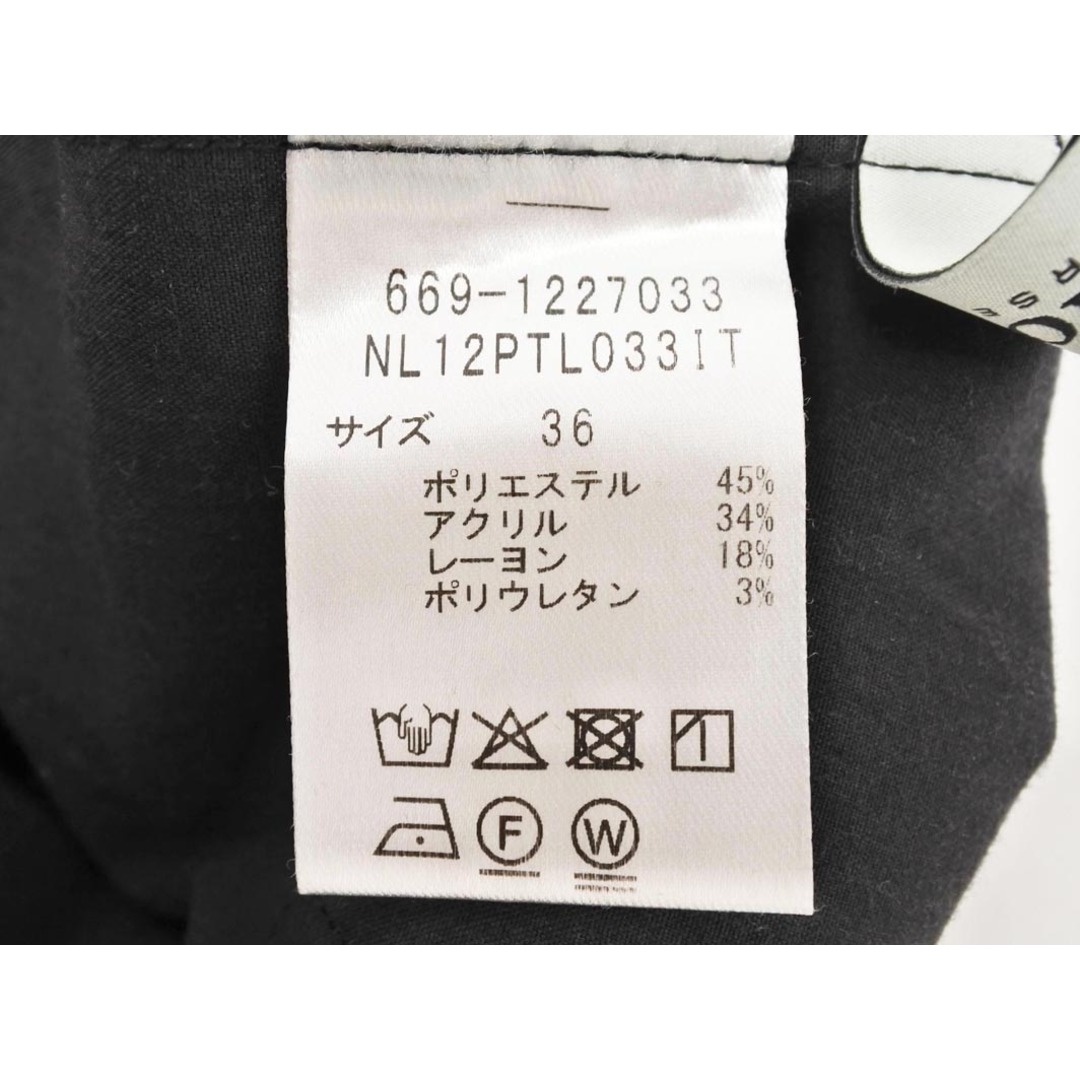 669-1227033
NL12PTL033IT
サイズ 36
ポリエステル 45%
アクリル 34%
レーヨン 18%
ポリウレタン 3%
F W